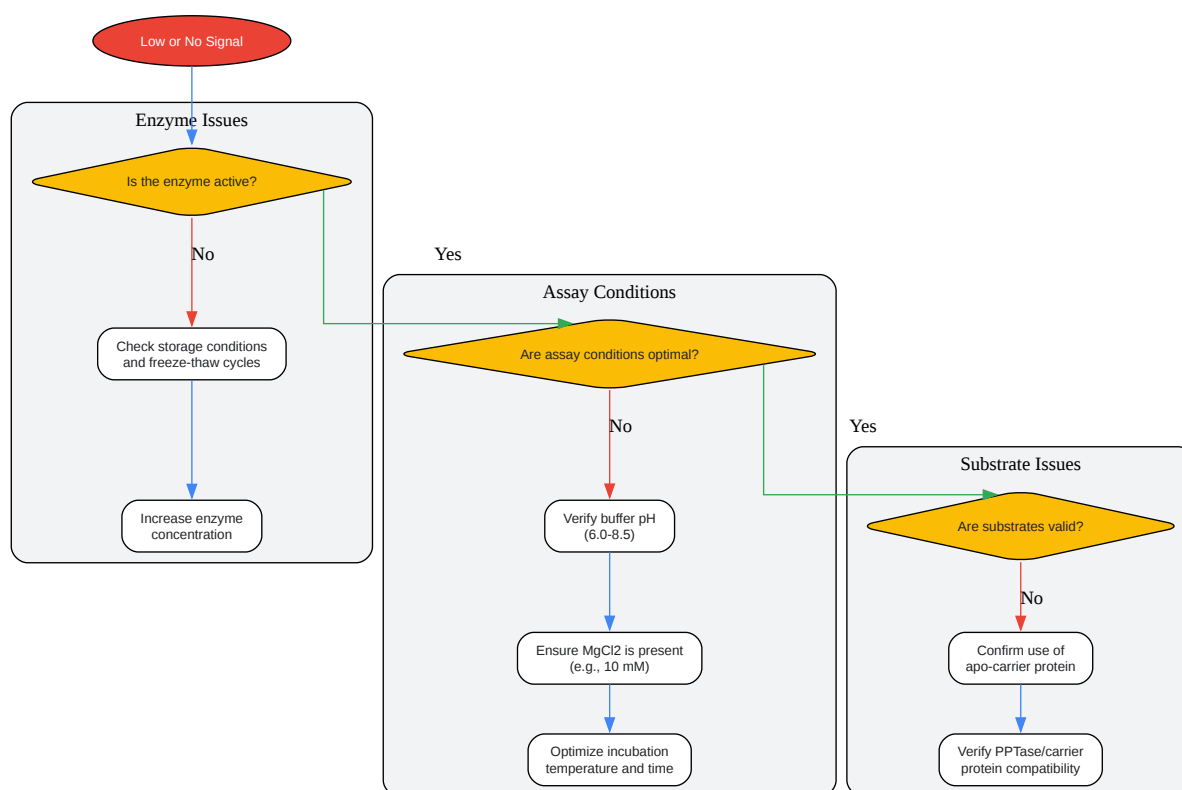 Low or No Signal
Enzyme Issues
Is the enzyme active?
No
Check storage conditions
and freeze-thaw cycles
Increase enzyme
concentration
Yes
Assay Conditions
Are assay conditions optimal?
No
Verify buffer pH
(6.0-8.5)
Ensure MgCl2 is present
(e.g., 10 mM)
Optimize incubation
temperature and time
Yes
Substrate Issues
Are substrates valid?
No
Confirm use of
apo-carrier protein
Verify PPTase/carrier
protein compatibility